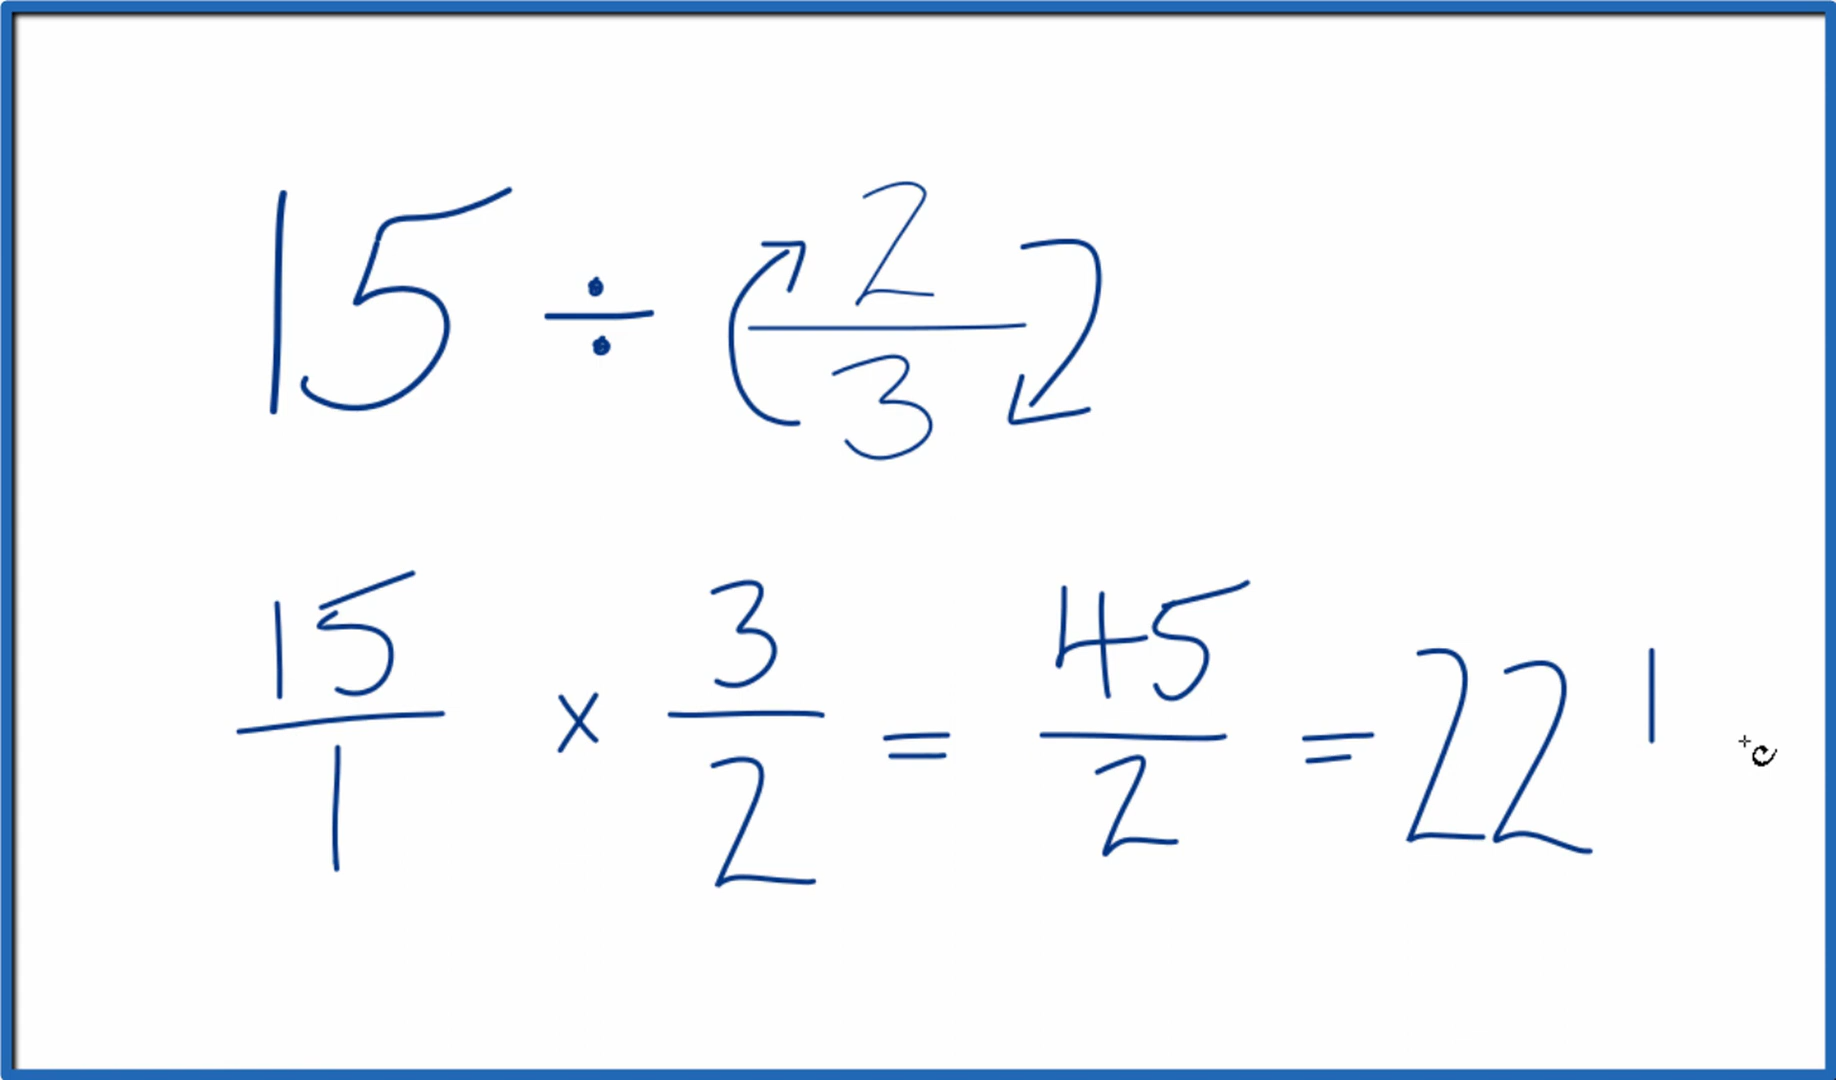 15 ÷ 2/3
15/1 x 3/2 = 45/2 = 22 1